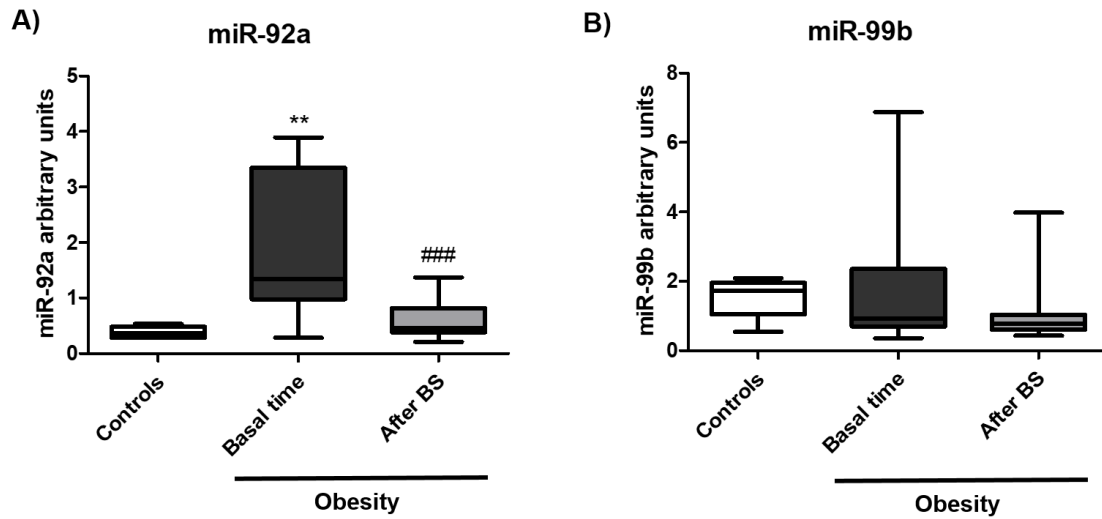 A)
miR-92a
miR-92a arbitrary units
5
4
3
2
1
0
**
###
Controls
Basal time
After BS
Obesity
B)
miR-99b
miR-99b arbitrary units
8
6
4
2
0
Controls
Basal time
After BS
Obesity